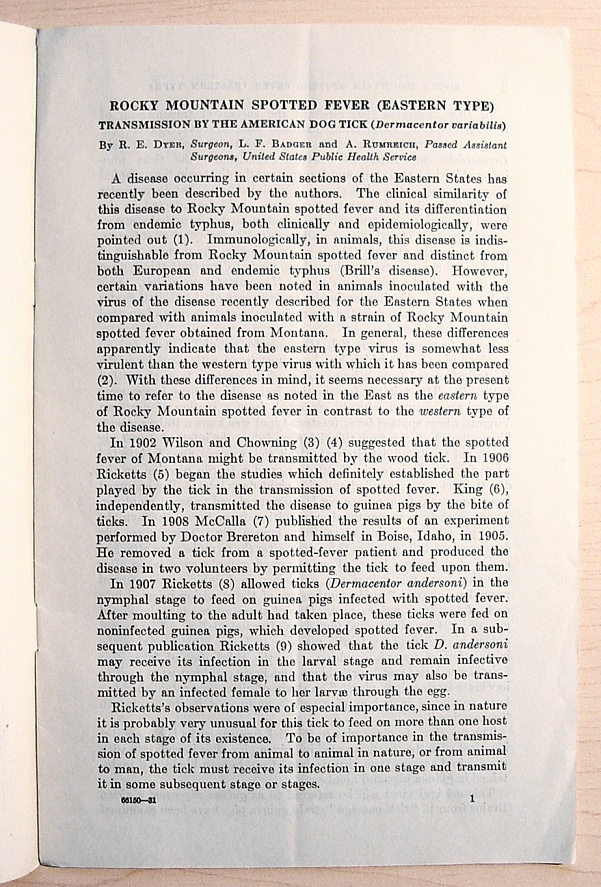 ROCKY MOUNTAIN SPOTTED FEVER (EASTERN TYPE)
TRANSMISSION BY THE AMERICAN DOG TICK (Dermacentor variabilis)
By R. E. Dyer, Surgeon, L. F. Badger and A. Rumreich, Passed Assistant
Surgeons, United States Public Health Service
A disease occurring in certain sections of the Eastern States has
recently been described by the authors. The clinical similarity of
this disease to Rocky Mountain spotted fever and its differentiation
from endemic typhus, both clinically and epidemiologically, were
pointed out (1). Immunologically, in animals, this disease is indis-
tinguishable from Rocky Mountain spotted fever and distinct from
both European and endemic typhus (Brill's disease). However,
certain variations have been noted in animals inoculated with the
virus of the disease recently described for the Eastern States when
compared with animals inoculated with a strain of Rocky Mountain
spotted fever obtained from Montana. In general, these differences
apparently indicate that the eastern type virus is somewhat less
virulent than the western type virus with which it has been compared
(2). With these differences in mind, it seems necessary at the present
time to refer to the disease as noted in the East as the eastern type
of Rocky Mountain spotted fever in contrast to the western type of
the disease.
In 1902 Wilson and Chowning (3) (4) suggested that the spotted
fever of Montana might be transmitted by the wood tick. In 1906
Ricketts (5) began the studies which definitely established the part
played by the tick in the transmission of spotted fever. King (6),
independently, transmitted the disease to guinea pigs by the bite of
ticks. In 1908 McCalla (7) published the results of an experiment
performed by Doctor Brereton and himself in Boise, Idaho, in 1905.
He removed a tick from a spotted-fever patient and produced the
disease in two volunteers by permitting the tick to feed upon them.
In 1907 Ricketts (8) allowed ticks (Dermacentor andersoni) in the
nymphal stage to feed on guinea pigs infected with spotted fever.
After moulting to the adult had taken place, these ticks were fed on
noninfected guinea pigs, which developed spotted fever. In a sub-
sequent publication Ricketts (9) showed that the tick D. andersoni
may receive its infection in the larval stage and remain infective
through the nymphal stage, and that the virus may also be trans-
mitted by an infected female to her larvæ through the egg.
Ricketts's observations were of especial importance, since in nature
it is probably very unusual for this tick to feed on more than one host
in each stage of its existence. To be of importance in the transmis-
sion of spotted fever from animal to animal in nature, or from animal
to man, the tick must receive its infection in one stage and transmit
it in some subsequent stage or stages.
66150—31 1